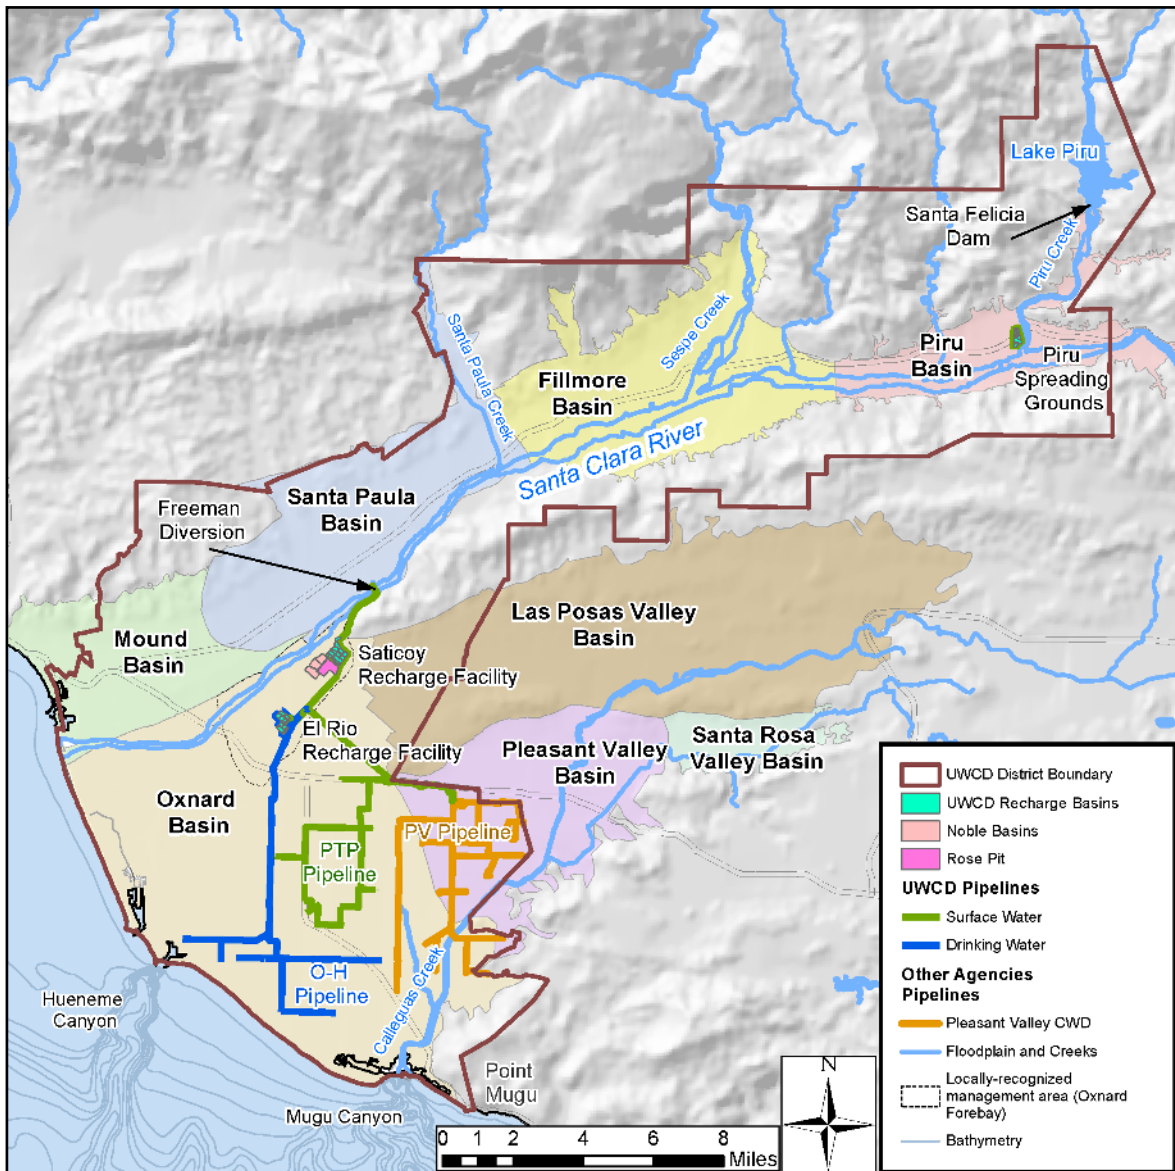 Lake Piru
Santa Felicia
Dam
Piru Creek
Piru
Basin
Piru
Spreading
Grounds
Sespe Creek
Fillmore
Basin
Santa Paula Creek
Santa Clara River
Santa Paula
Basin
Freeman
Diversion
Mound
Basin
Las Posas Valley
Basin
Saticoy
Recharge Facility
El Rio
Recharge Facility
Pleasant Valley
Basin
Santa Rosa
Valley Basin
Oxnard
Basin
PV Pipeline
PTP
Pipeline
O-H
Pipeline
Calleguas Creek
Hueneme
Canyon
Mugu Canyon
Point
Mugu
UWCD District Boundary
UWCD Recharge Basins
Noble Basins
Rose Pit
UWCD Pipelines
Surface Water
Drinking Water
Other Agencies
Pipelines
Pleasant Valley CWD
Floodplain and Creeks
Locally-recognized
management area (Oxnard
Forebay)
Bathymetry
N
0 1 2 4 6 8
Miles